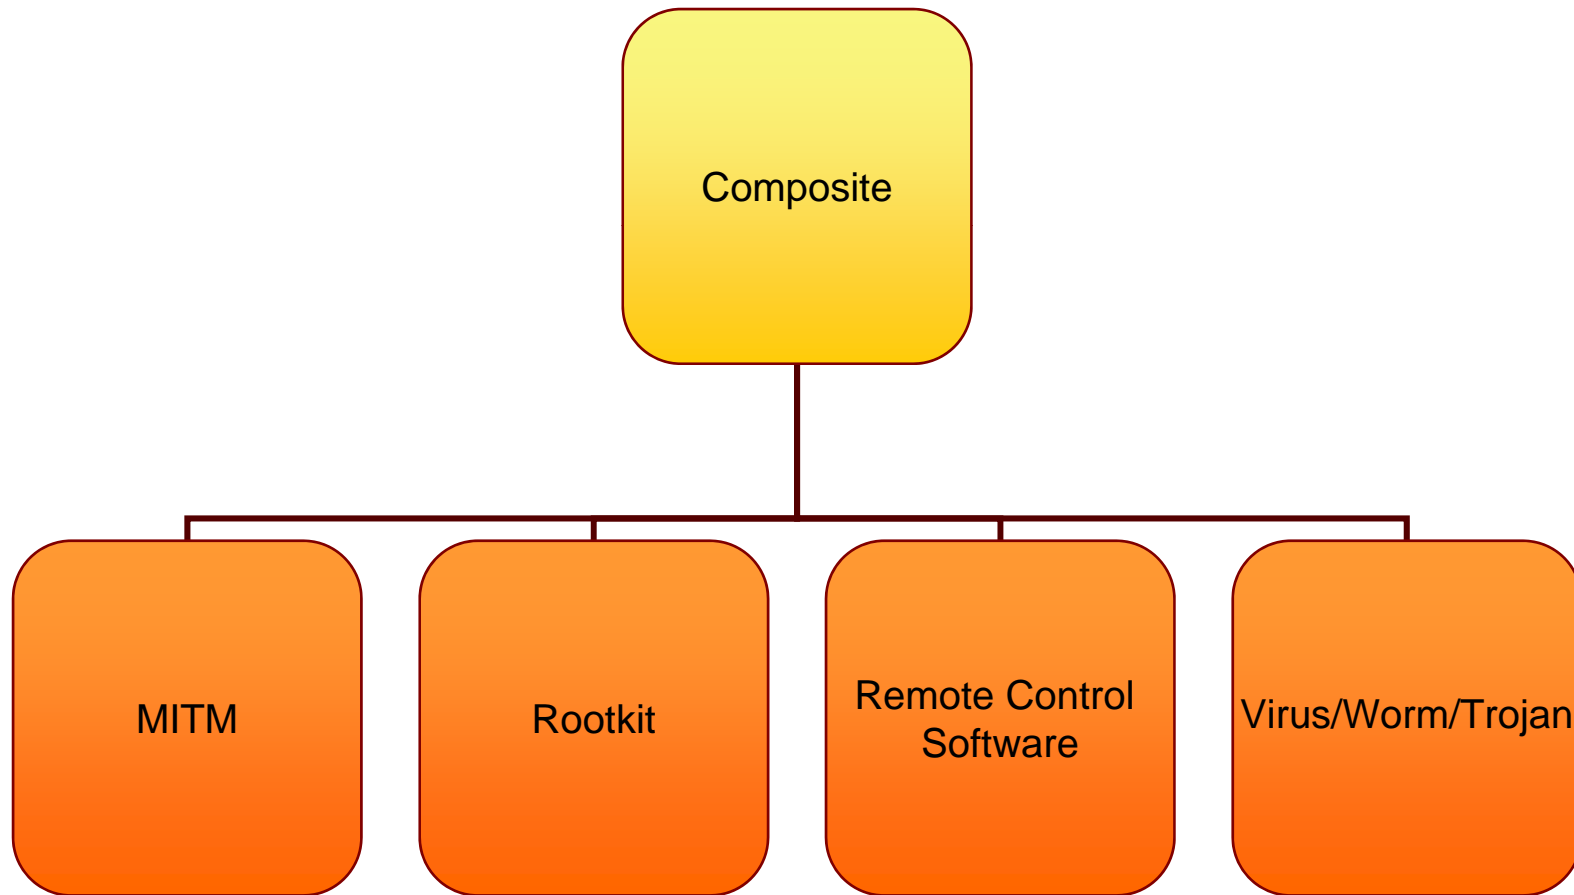 Composite
MITM
Rootkit
Remote Control
Software
Virus/Worm/Trojan